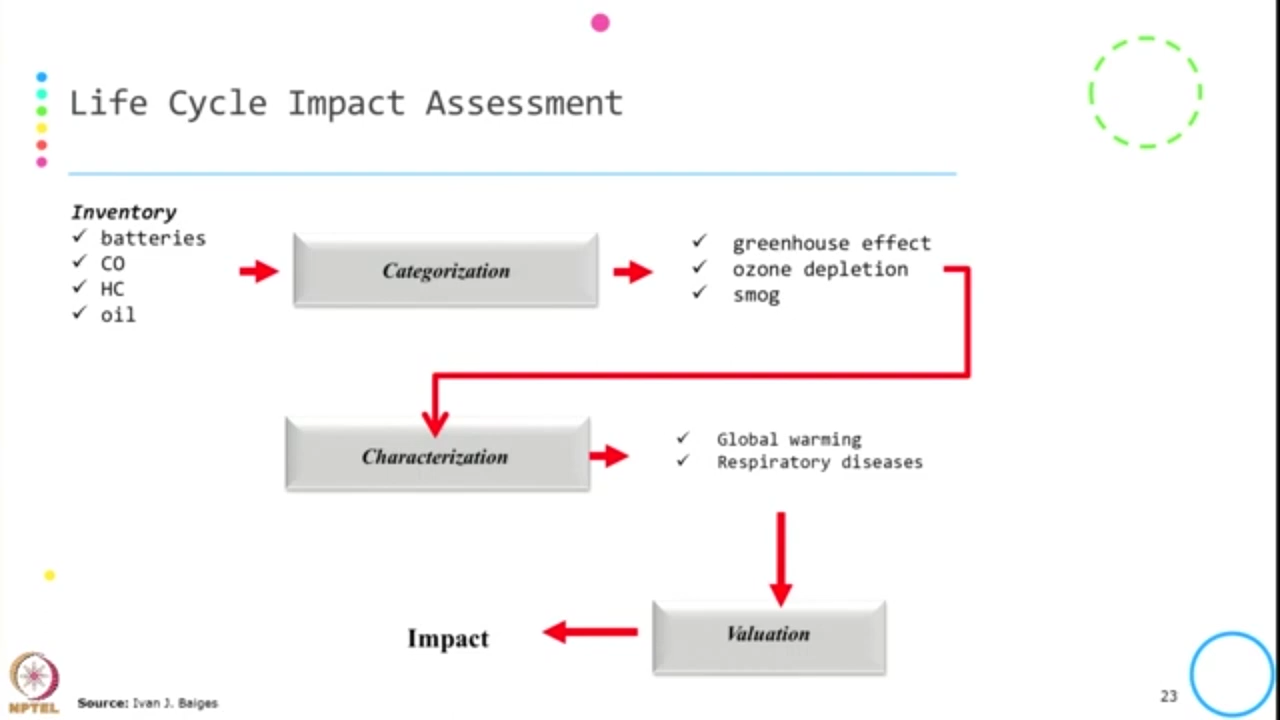 Life Cycle Impact Assessment
Inventory
✓ batteries
✓ CO
✓ HC
✓ oil
Categorization
✓ greenhouse effect
✓ ozone depletion
✓ smog
Characterization
✓ Global warming
✓ Respiratory diseases
Valuation
Impact
NPTEL
Source: Ivan J. Baiges
23